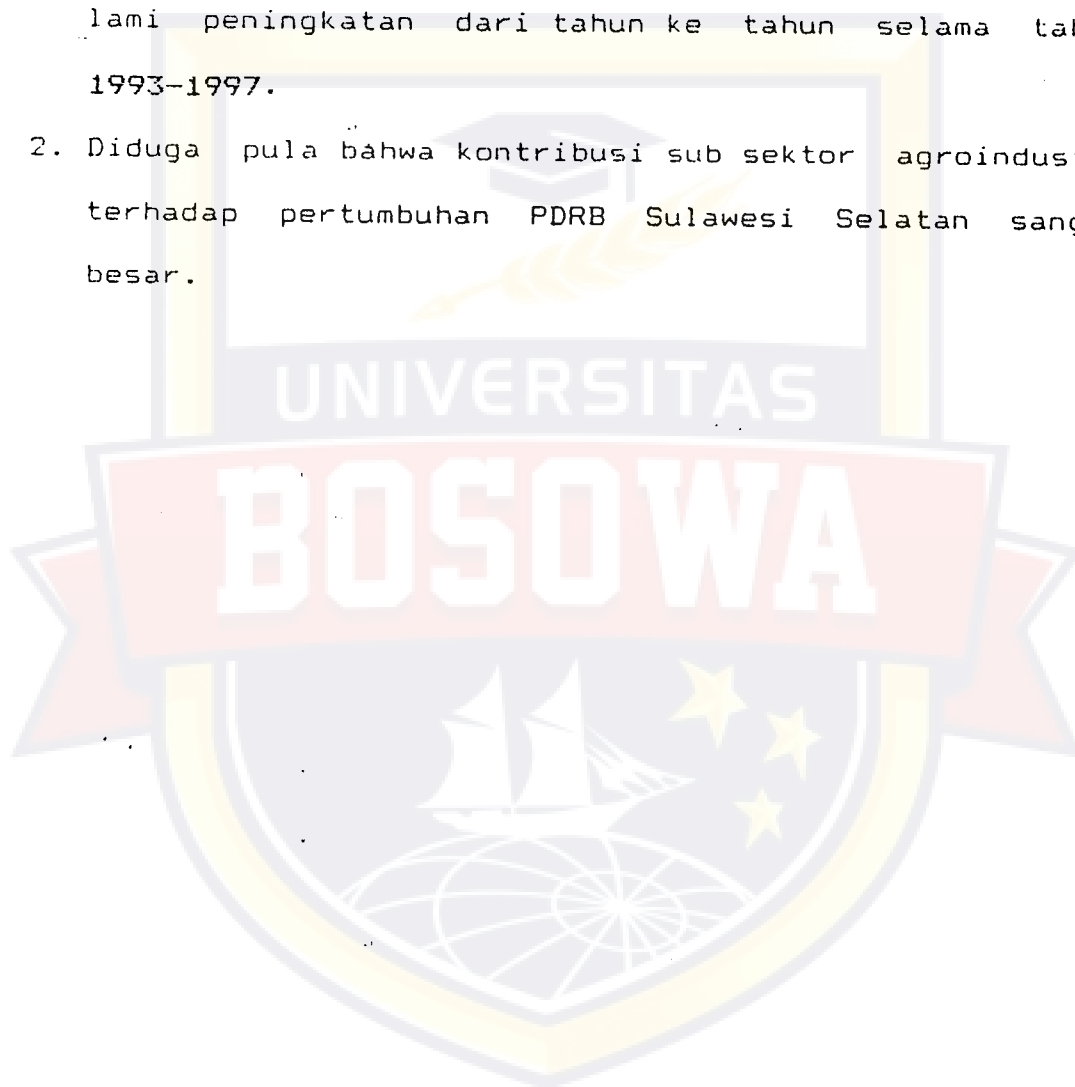 lami peningkatan dari tahun ke tahun selama
1993-1997.
2. Diduga pula bahwa kontribusi sub sektor
terhadap pertumbuhan PDRB Sulawesi Selatan
besar.
UNIVERSITAS
BOSOWA